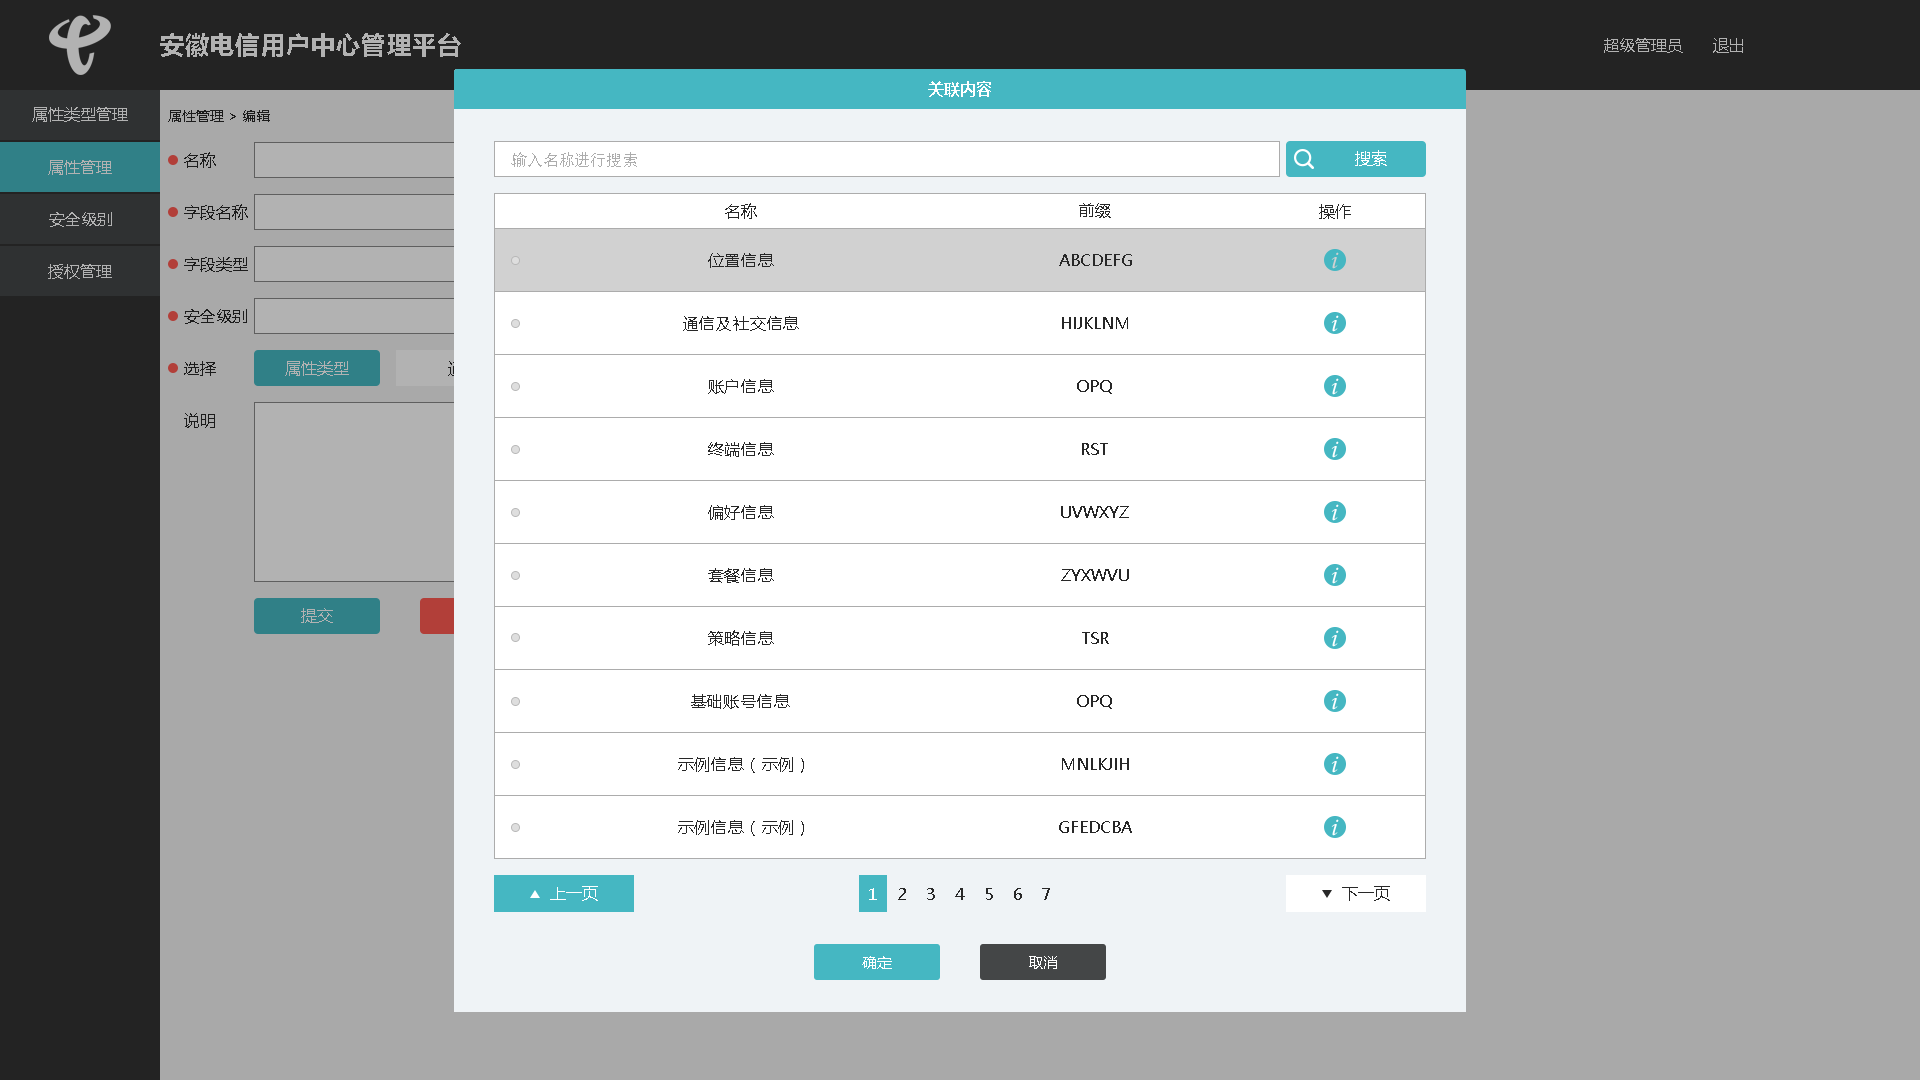 安徽电信用户中心管理平台
超级管理员 退出
属性类型管理
属性管理
安全级别
授权管理
属性管理 > 编辑
名称
字段名称
字段类型
安全级别
选择 属性类型
说明
提交
关联内容
输入名称进行搜索 搜索
名称 前缀 操作
位置信息 ABCDEFG
通信及社交信息 HIJKLNM
账户信息 OPQ
终端信息 RST
偏好信息 UVWXYZ
套餐信息 ZYXWVU
策略信息 TSR
基础账号信息 OPQ
示例信息（示例） MNLKJIH
示例信息（示例） GFEDCBA
▲ 上一页 1 2 3 4 5 6 7 ▼ 下一页
确定 取消